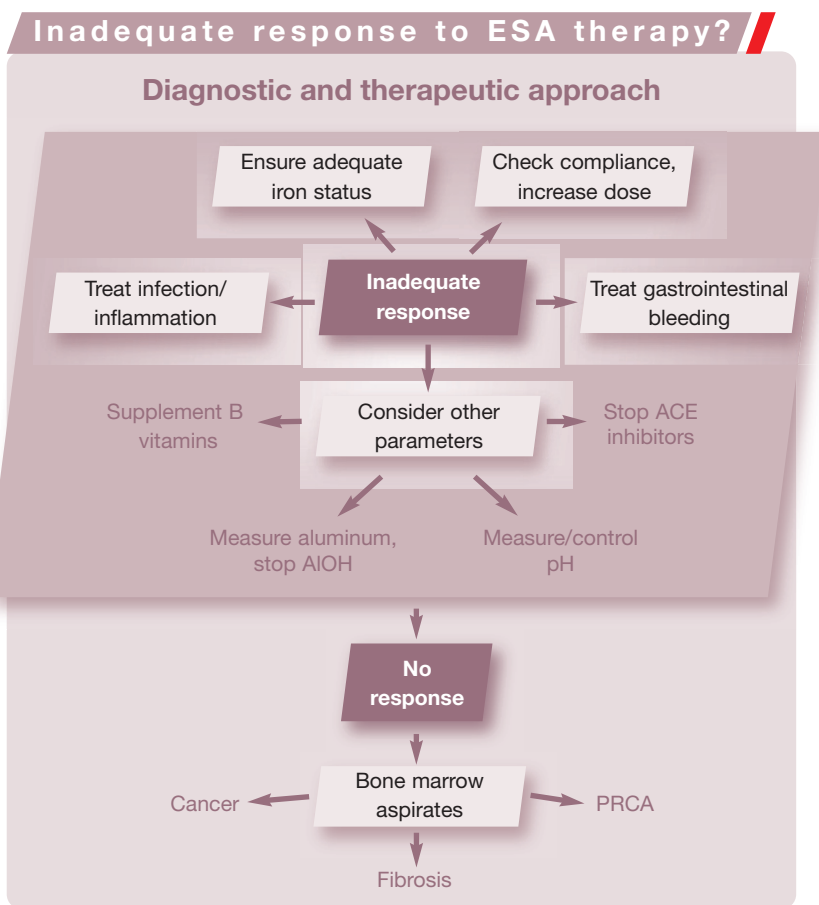 Inadequate response to ESA therapy?
Diagnostic and therapeutic approach
Ensure adequate
iron status
Check compliance,
increase dose
Treat infection/
inflammation
Inadequate
response
Treat gastrointestinal
bleeding
Supplement B
vitamins
Consider other
parameters
Stop ACE
inhibitors
Measure aluminum,
stop AlOH
Measure/control
pH
No
response
Bone marrow
aspirates
Cancer
PRCA
Fibrosis